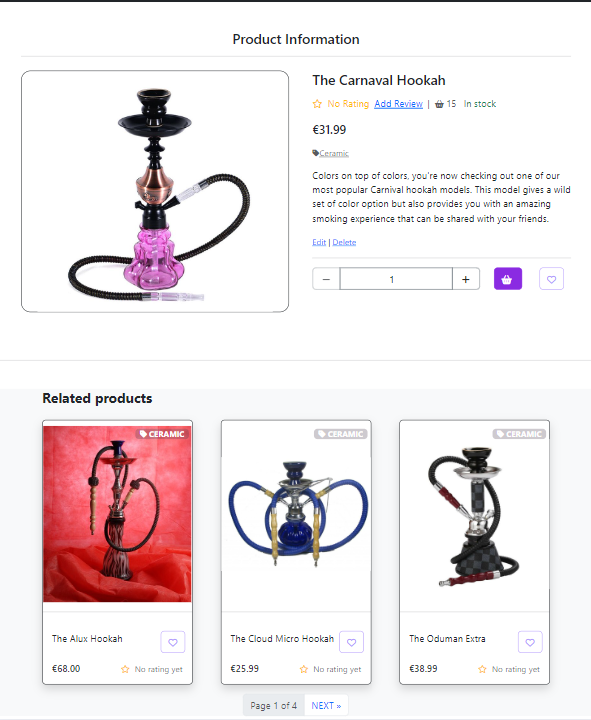 Product Information
The Carnaval Hookah
No Rating Add Review | 15 In stock
€31.99
Ceramic
Colors on top of colors, you're now checking out one of our
most popular Carnival hookah models. This model gives a wild
set of color option but also provides you with an amazing
smoking experience that can be shared with your friends.
Edit | Delete
− 1 +
Related products
CERAMIC
The Alux Hookah
€68.00 No rating yet
CERAMIC
The Cloud Micro Hookah
€25.99 No rating yet
CERAMIC
The Oduman Extra
€38.99 No rating yet
Page 1 of 4 NEXT »